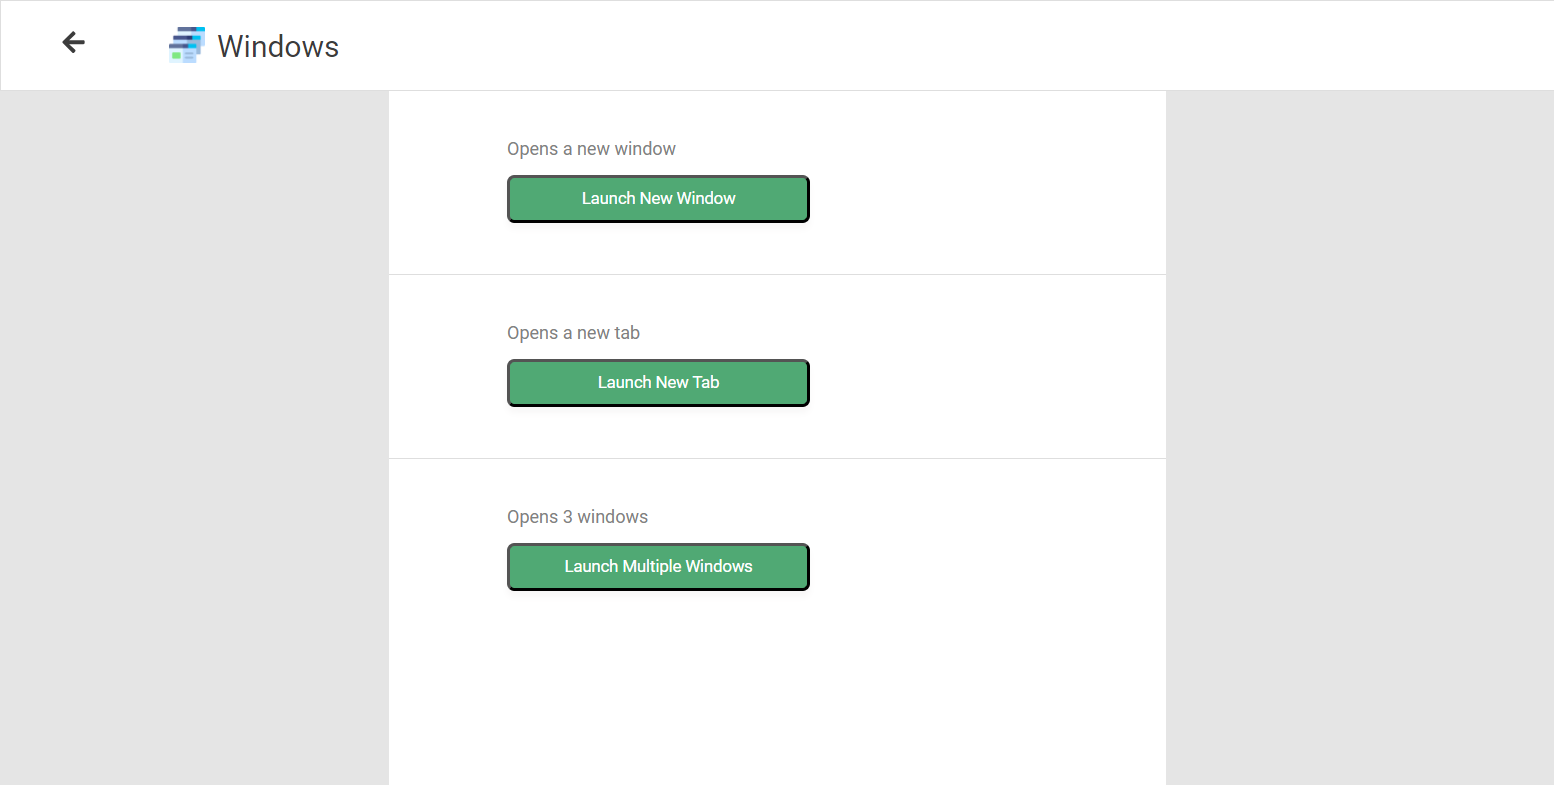 Windows
Opens a new window
Launch New Window
Opens a new tab
Launch New Tab
Opens 3 windows
Launch Multiple Windows